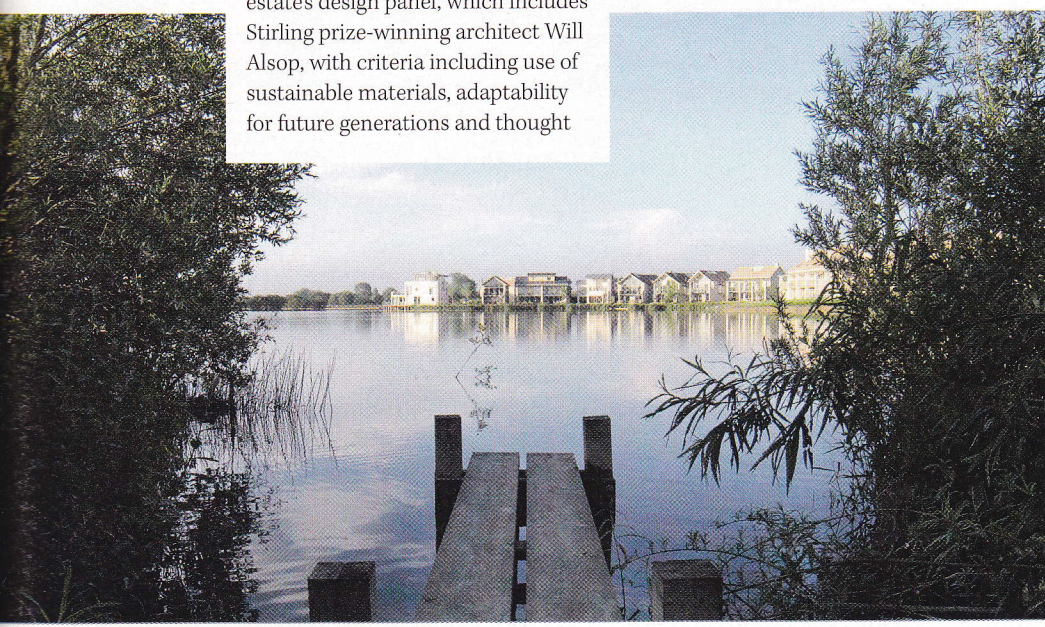 estate's design panel, which includes
Stirling prize-winning architect Will
Alsop, with criteria including use of
sustainable materials, adaptability
for future generations and thought